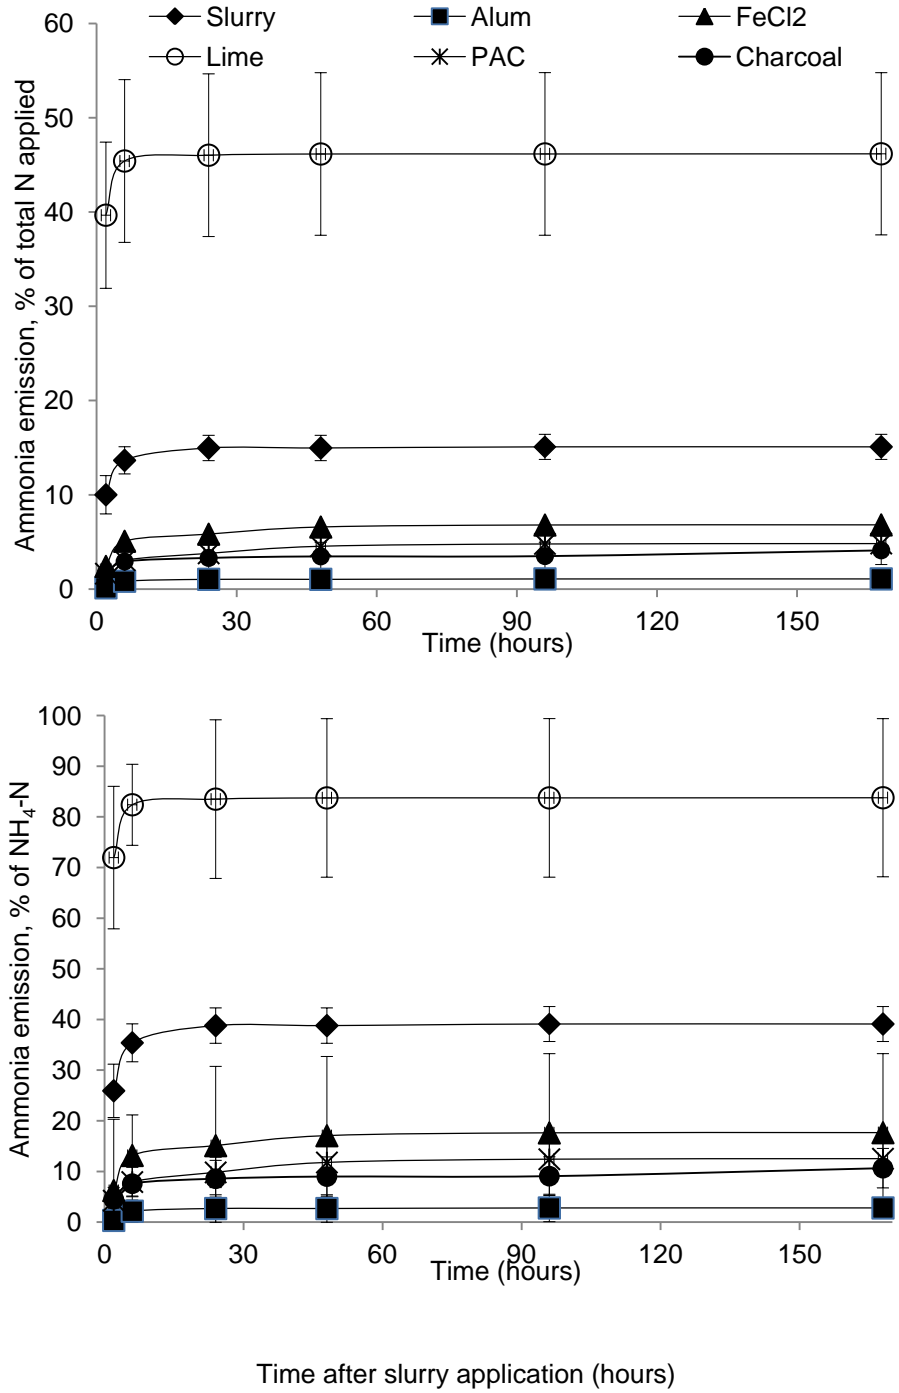 Slurry Alum FeCl2
Lime PAC Charcoal
Ammonia emission, % of total N applied
60
50
40
30
20
10
0
0 30 60 90 120 150
Time (hours)
Ammonia emission, % of NH₄-N
100
90
80
70
60
50
40
30
20
10
0
0 30 60 90 120 150
Time (hours)
Time after slurry application (hours)